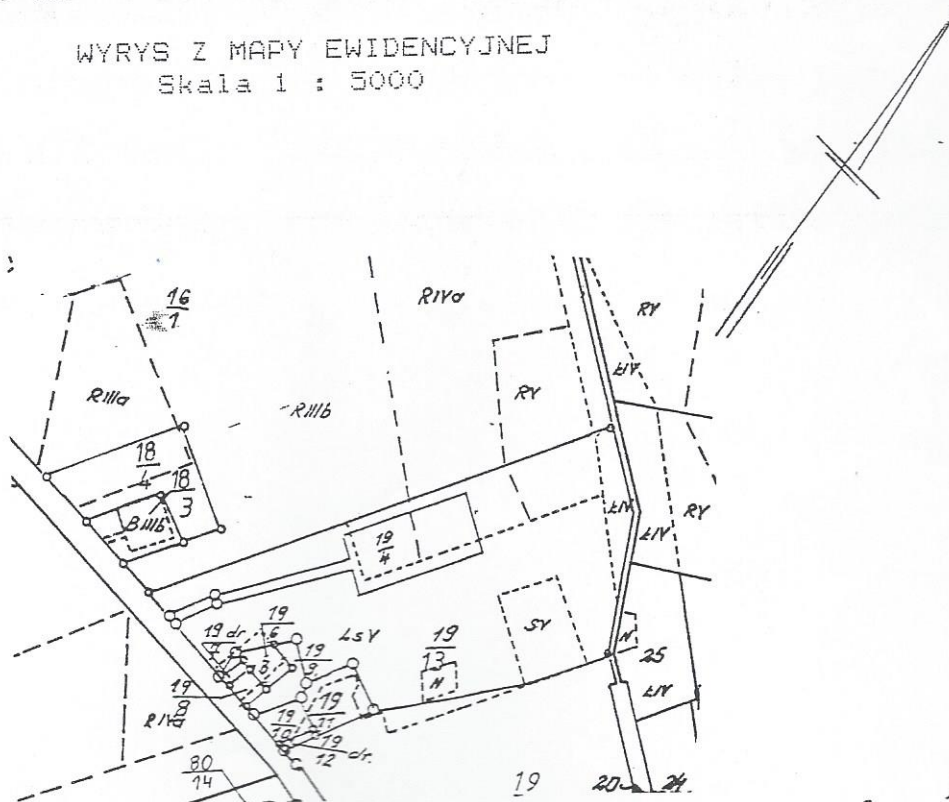 WYRYS Z MAPY EWIDENCYJNEJ
Skala 1 : 5000
16
1
RIVa
RV
RIIIa
RIIIb
ŁIV
RV
18
4
18
3
BIIIb
ŁIV
ŁIV
RV
19
4
19 dr.
19
6
19
9
LsV
19
13
SV
N
N
25
ŁIV
19
8
RIVa
19
10
19
11
19 dr.
12
80
14
19
20
24